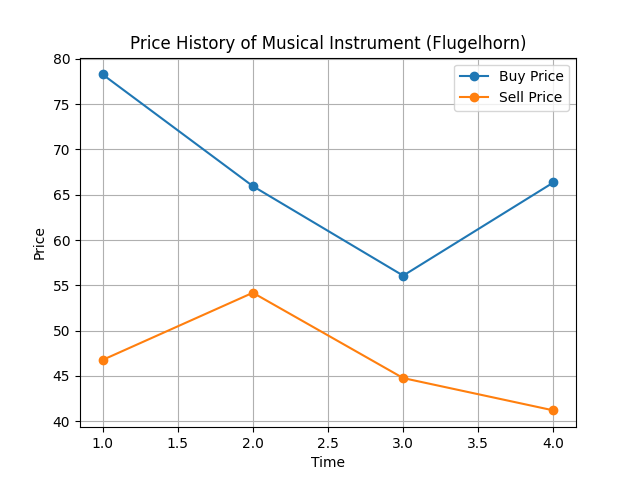 Price History of Musical Instrument (Flugelhorn)
Buy Price
Sell Price
Price
80
75
70
65
60
55
50
45
40
1.0 1.5 2.0 2.5 3.0 3.5 4.0
Time